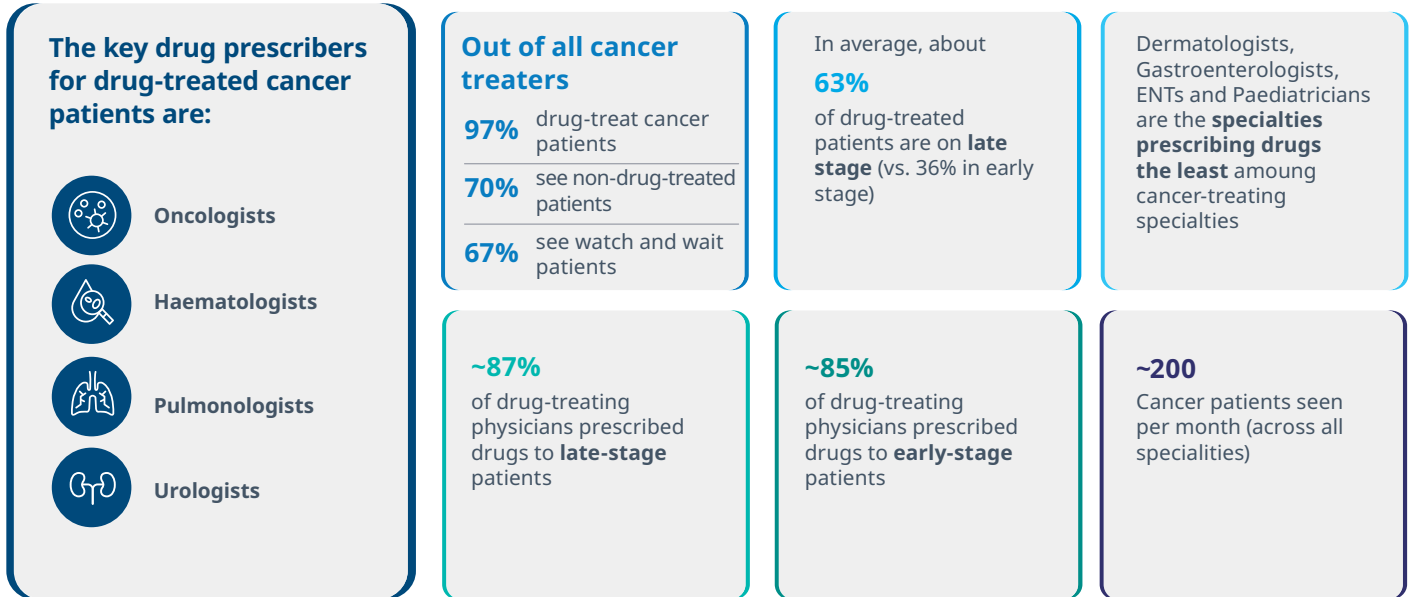 The key drug prescribers
for drug-treated cancer
patients are:
Oncologists
Haematologists
Pulmonologists
Urologists
Out of all cancer
treaters
97% drug-treat cancer
patients
70% see non-drug-treated
patients
67% see watch and wait
patients
In average, about
63%
of drug-treated
patients are on late
stage (vs. 36% in early
stage)
Dermatologists,
Gastroenterologists,
ENTs and Paediatricians
are the specialties
prescribing drugs
the least amoung
cancer-treating
specialties
~87%
of drug-treating
physicians prescribed
drugs to late-stage
patients
~85%
of drug-treating
physicians prescribed
drugs to early-stage
patients
~200
Cancer patients seen
per month (across all
specialities)